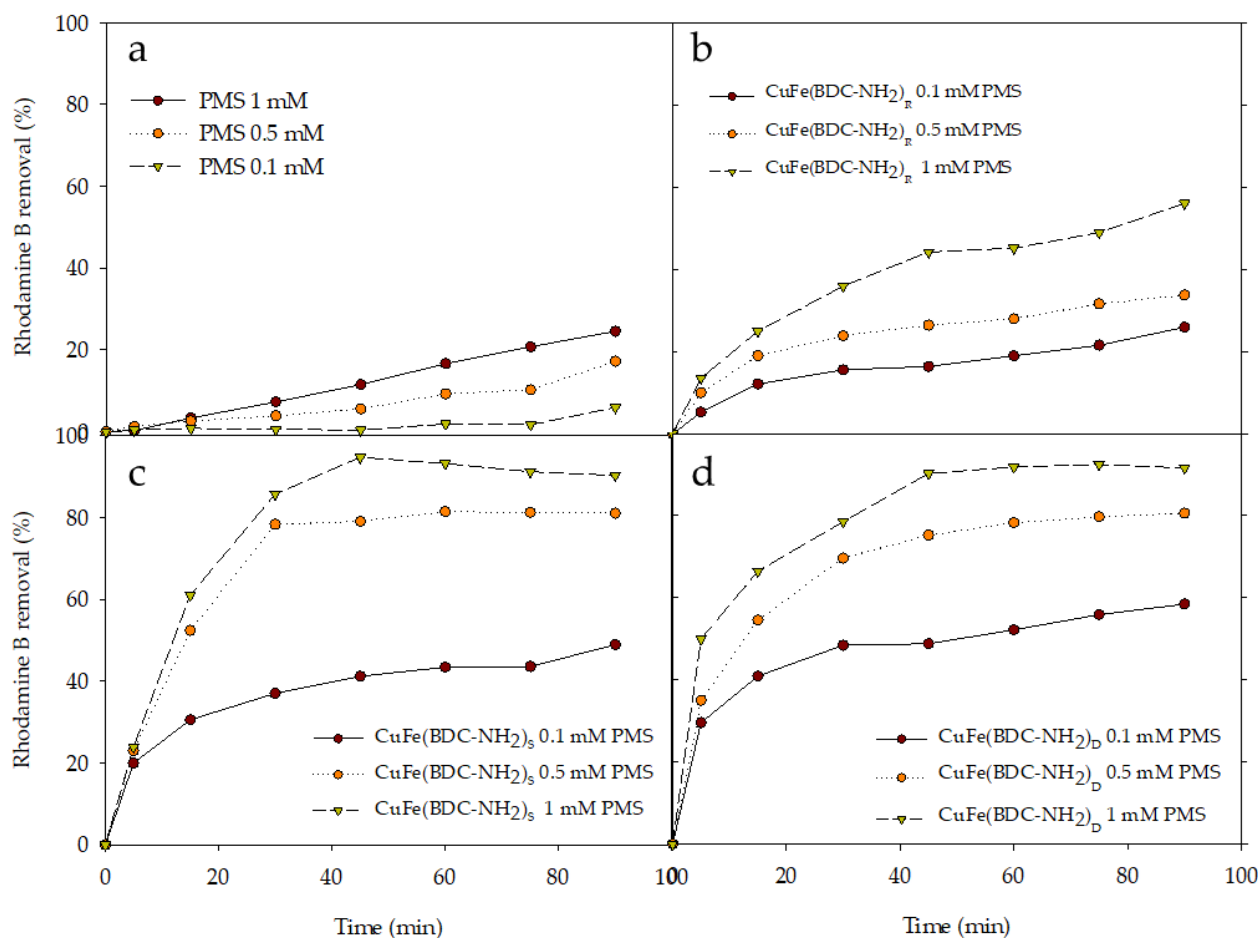 100
80
60
40
20
0
Rhodamine B removal (%)
a
PMS 1 mM
PMS 0.5 mM
PMS 0.1 mM
b
CuFe(BDC-NH2)R 0.1 mM PMS
CuFe(BDC-NH2)R 0.5 mM PMS
CuFe(BDC-NH2)R 1 mM PMS
100
80
60
40
20
0
Rhodamine B removal (%)
c
CuFe(BDC-NH2)S 0.1 mM PMS
CuFe(BDC-NH2)S 0.5 mM PMS
CuFe(BDC-NH2)S 1 mM PMS
d
CuFe(BDC-NH2)D 0.1 mM PMS
CuFe(BDC-NH2)D 0.5 mM PMS
CuFe(BDC-NH2)D 1 mM PMS
0 20 40 60 80 100
0 20 40 60 80 100
Time (min)
Time (min)